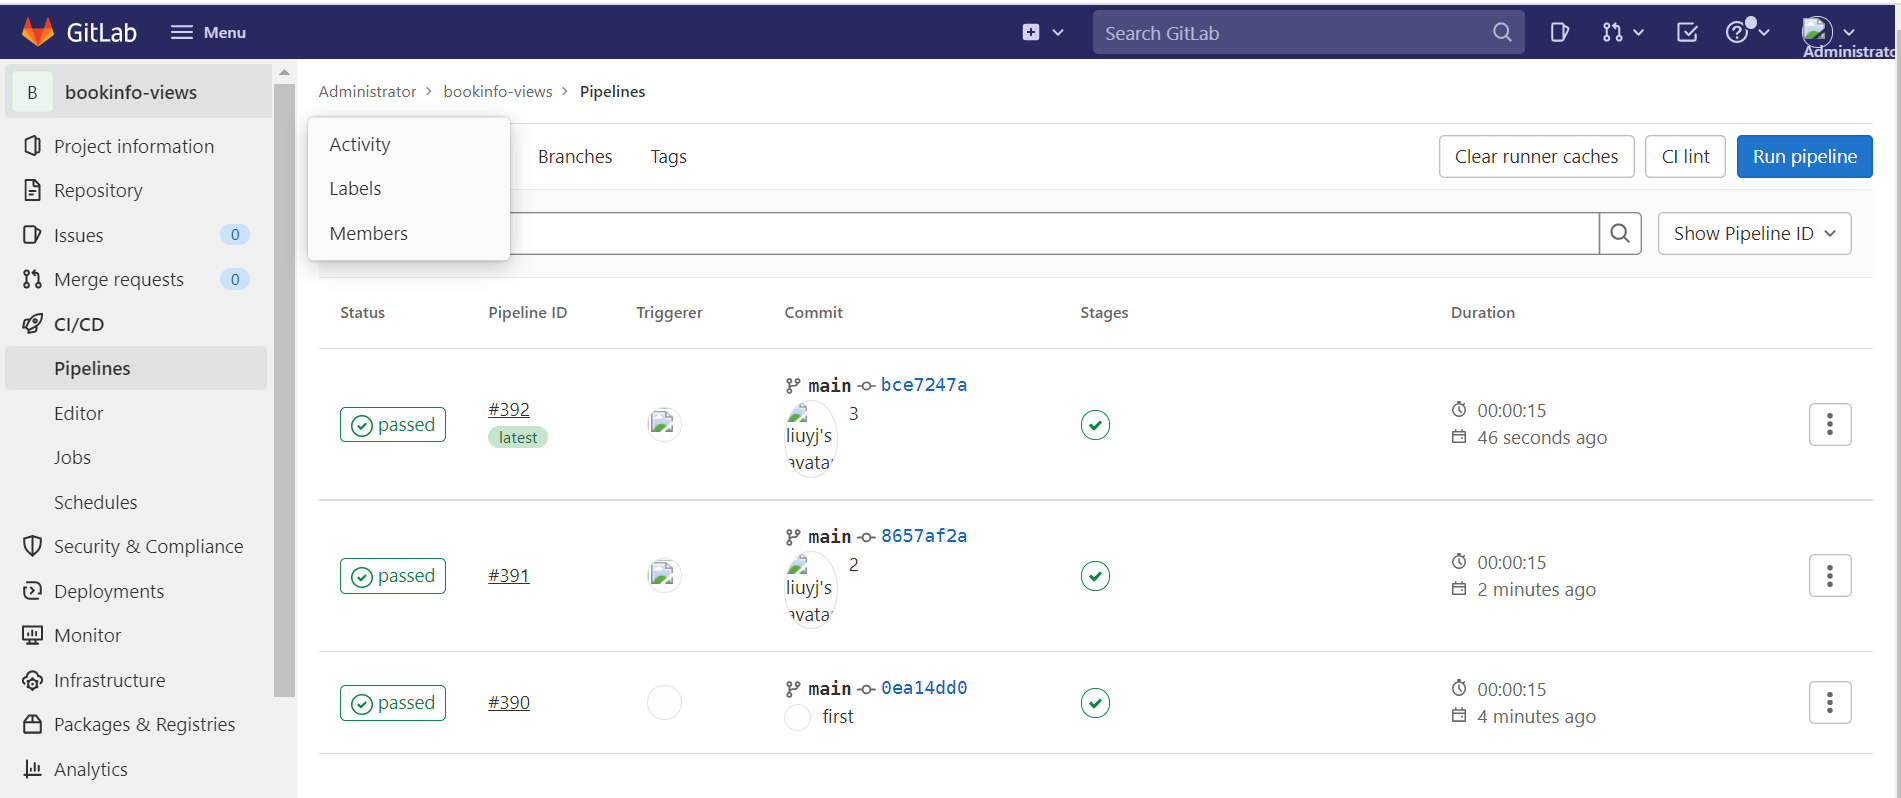 GitLab
Menu
Search GitLab
Administrato
B
bookinfo-views
Project information
Repository
Issues
0
Merge requests
0
CI/CD
Pipelines
Editor
Jobs
Schedules
Security & Compliance
Deployments
Monitor
Infrastructure
Packages & Registries
Analytics
Administrator
bookinfo-views
Pipelines
Activity
Labels
Members
Branches
Tags
Clear runner caches
CI lint
Run pipeline
Show Pipeline ID
Status
Pipeline ID
Triggerer
Commit
Stages
Duration
passed
#392
latest
main
bce7247a
3
liuyj's
avatar
00:00:15
46 seconds ago
passed
#391
main
8657af2a
2
liuyj's
avatar
00:00:15
2 minutes ago
passed
#390
main
0ea14dd0
first
00:00:15
4 minutes ago